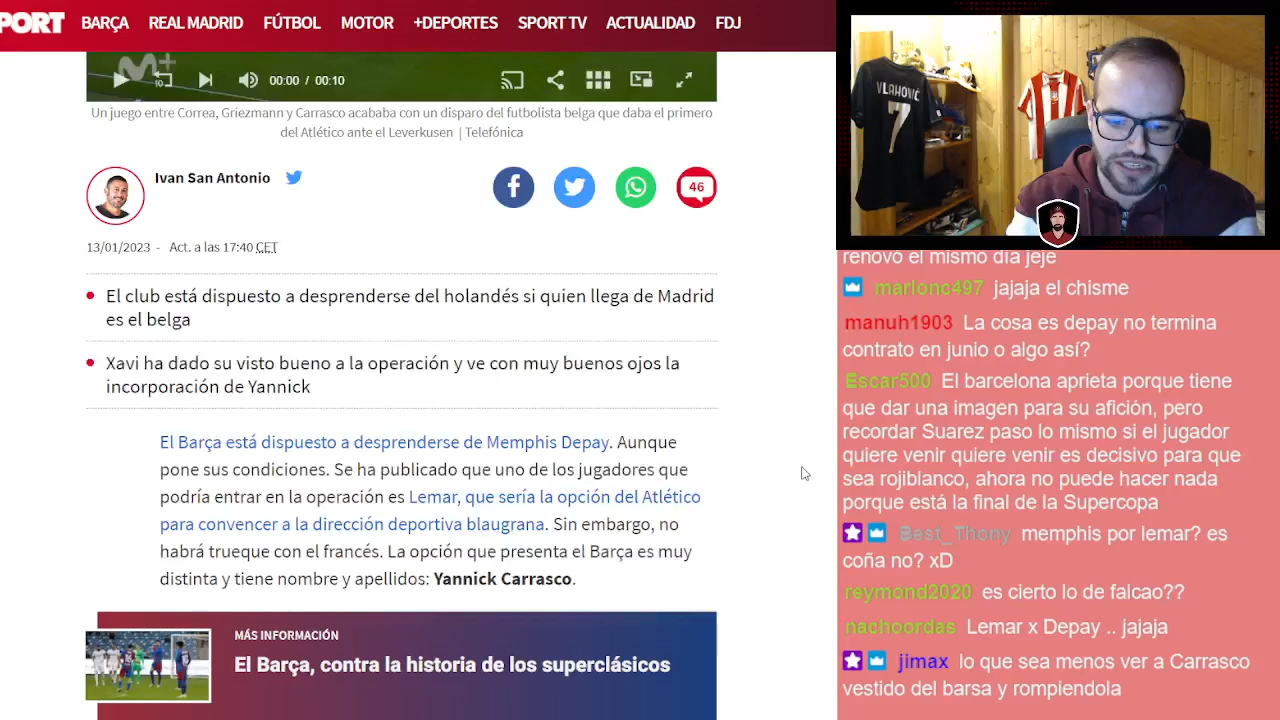 PORT BARÇA REAL MADRID FÚTBOL MOTOR +DEPORTES SPORT TV ACTUALIDAD FDJ
M+
10 00:00 / 00:10
Un juego entre Correa, Griezmann y Carrasco acababa con un disparo del futbolista belga que daba el primero
del Atlético ante el Leverkusen | Telefónica
Ivan San Antonio
46
13/01/2023 - Act. a las 17:40 CET
El club está dispuesto a desprenderse del holandés si quien llega de Madrid
es el belga
Xavi ha dado su visto bueno a la operación y ve con muy buenos ojos la
incorporación de Yannick
El Barça está dispuesto a desprenderse de Memphis Depay. Aunque
pone sus condiciones. Se ha publicado que uno de los jugadores que
podría entrar en la operación es Lemar, que sería la opción del Atlético
para convencer a la dirección deportiva blaugrana. Sin embargo, no
habrá trueque con el francés. La opción que presenta el Barça es muy
distinta y tiene nombre y apellidos: Yannick Carrasco.
MÁS INFORMACIÓN
El Barça, contra la historia de los superclásicos
VLAHOVIĆ
7
renovo el mismo día jeje
marlonc497 jajaja el chisme
manuh1903 La cosa es depay no termina
contrato en junio o algo así?
Escar500 El barcelona aprieta porque tiene
que dar una imagen para su afición, pero
recordar Suarez paso lo mismo si el jugador
quiere venir quiere venir es decisivo para que
sea rojiblanco, ahora no puede hacer nada
porque está la final de la Supercopa
Best_Thony memphis por lemar? es
coña no? xD
reymond2020 es cierto lo de falcao??
nachoordas Lemar x Depay .. jajaja
jimax lo que sea menos ver a Carrasco
vestido del barsa y rompiendola